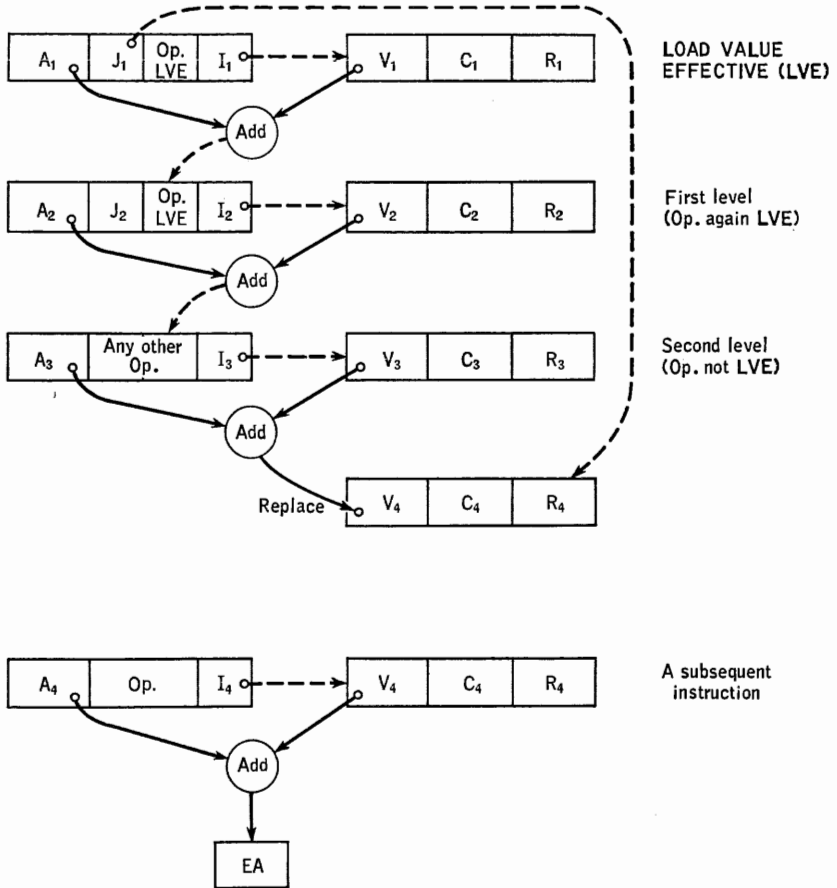 A₁ J₁ Op. LVE I₁ V₁ C₁ R₁
LOAD VALUE
EFFECTIVE (LVE)
Add
A₂ J₂ Op. LVE I₂ V₂ C₂ R₂
First level
(Op. again LVE)
Add
A₃ Any other Op. I₃ V₃ C₃ R₃
Second level
(Op. not LVE)
Add
Replace V₄ C₄ R₄
A₄ Op. I₄ V₄ C₄ R₄
A subsequent
instruction
Add
EA